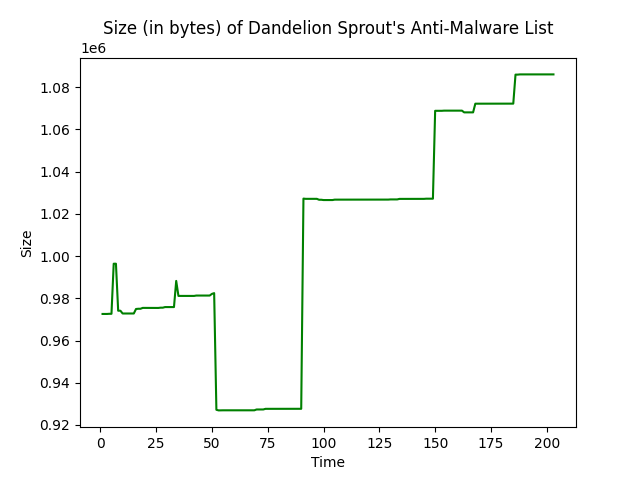 Size (in bytes) of Dandelion Sprout's Anti-Malware List
1e6
1.08
1.06
1.04
1.02
1.00
0.98
0.96
0.94
0.92
Size
0 25 50 75 100 125 150 175 200
Time